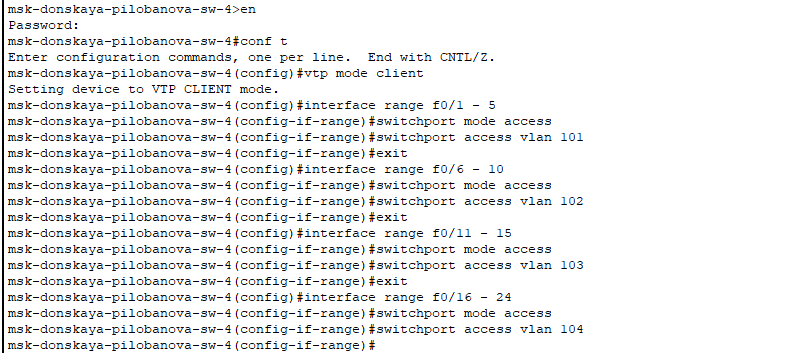 msk-donskaya-pilobanova-sw-4>en
Password:
msk-donskaya-pilobanova-sw-4#conf t
Enter configuration commands, one per line.  End with CNTL/Z.
msk-donskaya-pilobanova-sw-4(config)#vtp mode client
Setting device to VTP CLIENT mode.
msk-donskaya-pilobanova-sw-4(config)#interface range f0/1 - 5
msk-donskaya-pilobanova-sw-4(config-if-range)#switchport mode access
msk-donskaya-pilobanova-sw-4(config-if-range)#switchport access vlan 101
msk-donskaya-pilobanova-sw-4(config-if-range)#exit
msk-donskaya-pilobanova-sw-4(config)#interface range f0/6 - 10
msk-donskaya-pilobanova-sw-4(config-if-range)#switchport mode access
msk-donskaya-pilobanova-sw-4(config-if-range)#switchport access vlan 102
msk-donskaya-pilobanova-sw-4(config-if-range)#exit
msk-donskaya-pilobanova-sw-4(config)#interface range f0/11 - 15
msk-donskaya-pilobanova-sw-4(config-if-range)#switchport mode access
msk-donskaya-pilobanova-sw-4(config-if-range)#switchport access vlan 103
msk-donskaya-pilobanova-sw-4(config-if-range)#exit
msk-donskaya-pilobanova-sw-4(config)#interface range f0/16 - 24
msk-donskaya-pilobanova-sw-4(config-if-range)#switchport mode access
msk-donskaya-pilobanova-sw-4(config-if-range)#switchport access vlan 104
msk-donskaya-pilobanova-sw-4(config-if-range)#